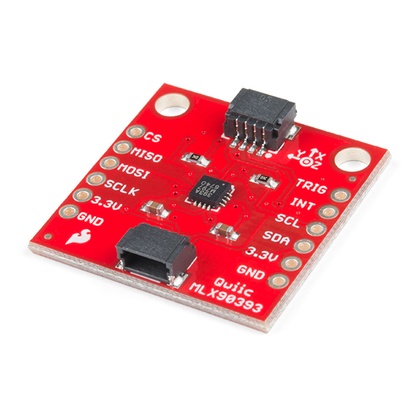 CS
MISO
MOSI
SCLK
3.3V
GND
X
Z
TRIG
INT
SCL
SDA
3.3V
GND
Qwiic
MLX90393